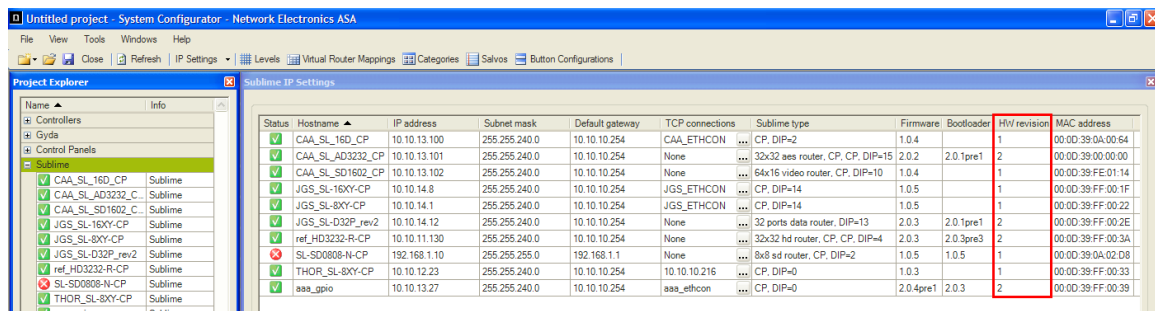 Untitled project - System Configurator - Network Electronics ASA
File View Tools Windows Help
Close Refresh IP Settings Levels Virtual Router Mappings Categories Salvos Button Configurations
Project Explorer
Name Info
Controllers
Gyda
Control Panels
Sublime
CAA_SL_16D_CP Sublime
CAA_SL_AD3232_C... Sublime
CAA_SL_SD1602_C... Sublime
JGS_SL-16XY-CP Sublime
JGS_SL-8XY-CP Sublime
JGS_SL-D32P_rev2 Sublime
ref_HD3232-R-CP Sublime
SL-SD0808-N-CP Sublime
THOR_SL-8XY-CP Sublime
Sublime IP Settings
Status Hostname IP address Subnet mask Default gateway TCP connections Sublime type Firmware Bootloader HW revision MAC address
CAA_SL_16D_CP 10.10.13.100 255.255.240.0 10.10.10.254 CAA_ETHCON ... CP, DIP=2 1.0.4 1 00:0D:39:0A:00:64
CAA_SL_AD3232_CP 10.10.13.101 255.255.240.0 10.10.10.254 None ... 32x32 aes router, CP, CP, DIP=15 2.0.2 2.0.1pre1 2 00:0D:39:00:00:00
CAA_SL_SD1602_CP 10.10.13.102 255.255.240.0 10.10.10.254 None ... 64x16 video router, CP, DIP=10 1.0.4 1 00:0D:39:FE:01:14
JGS_SL-16XY-CP 10.10.14.8 255.255.240.0 10.10.10.254 JGS_ETHCON ... CP, DIP=14 1.0.5 1 00:0D:39:FF:00:1F
JGS_SL-8XY-CP 10.10.14.1 255.255.240.0 10.10.10.254 JGS_ETHCON ... CP, DIP=14 1.0.5 1 00:0D:39:FF:00:22
JGS_SL-D32P_rev2 10.10.14.12 255.255.240.0 10.10.10.254 None ... 32 ports data router, DIP=13 2.0.3 2.0.1pre1 2 00:0D:39:FF:00:2E
ref_HD3232-R-CP 10.10.11.130 255.255.240.0 10.10.10.254 None ... 32x32 hd router, CP, CP, DIP=4 2.0.3 2.0.3pre3 2 00:0D:39:FF:00:3A
SL-SD0808-N-CP 192.168.1.10 255.255.255.0 192.168.1.1 None ... 8x8 sd router, CP, DIP=2 1.0.5 1.0.5 1 00:0D:39:0A:02:D8
THOR_SL-8XY-CP 10.10.12.23 255.255.240.0 10.10.10.254 10.10.10.216 ... CP, DIP=0 1.0.3 1 00:0D:39:FF:00:33
aaa_gpio 10.10.13.27 255.255.240.0 10.10.10.254 aaa_ethcon ... CP, DIP=0 2.0.4pre1 2.0.3 2 00:0D:39:FF:00:39